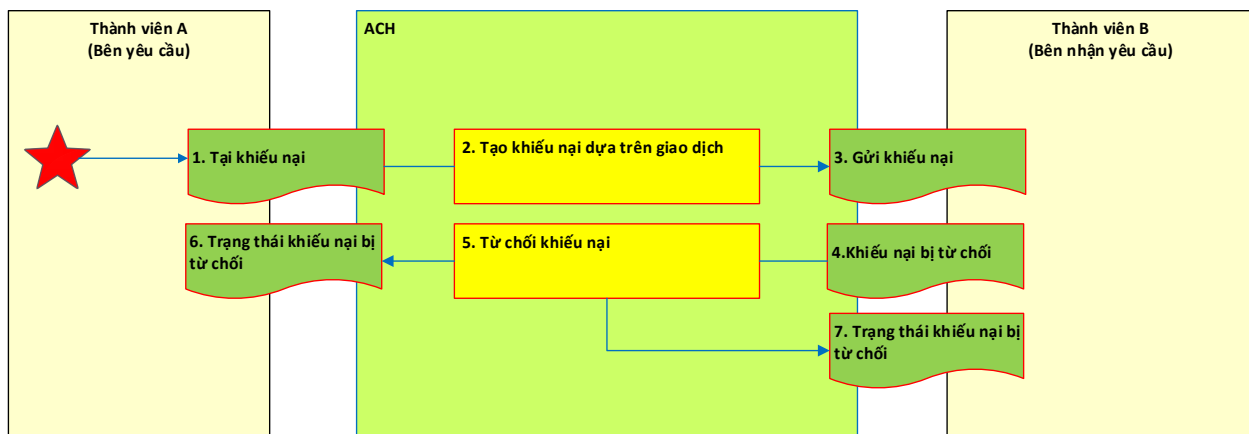 Thành viên A
(Bên yêu cầu)
ACH
Thành viên B
(Bên nhận yêu cầu)
1. Tại khiếu nại
2. Tạo khiếu nại dựa trên giao dịch
3. Gửi khiếu nại
6. Trạng thái khiếu nại bị
từ chối
5. Từ chối khiếu nại
4.Khiếu nại bị từ chối
7. Trạng thái khiếu nại bị
từ chối